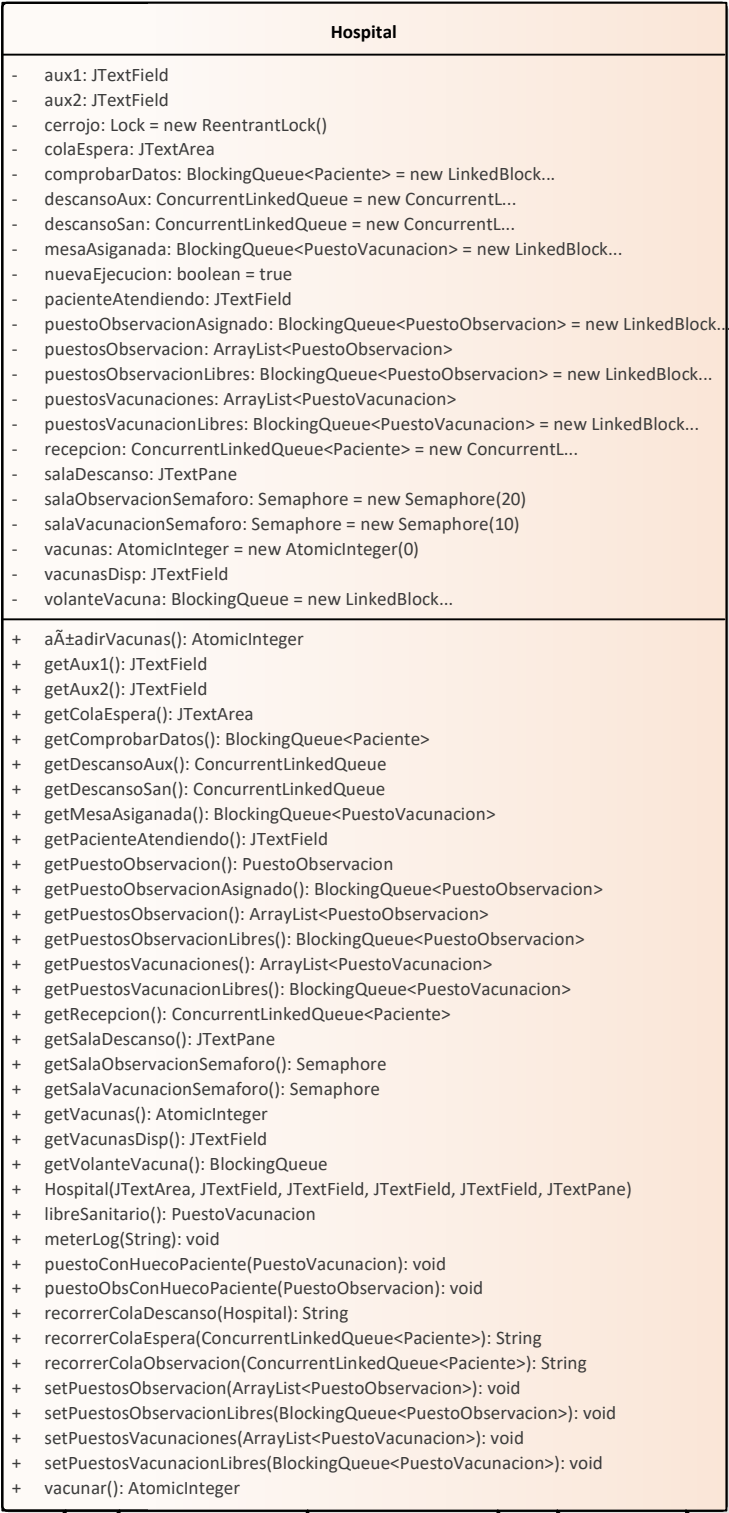 Hospital
- aux1: JTextField
- aux2: JTextField
- cerrojo: Lock = new ReentrantLock()
- colaEspera: JTextArea
- comprobarDatos: BlockingQueue<Paciente> = new LinkedBlock...
- descansoAux: ConcurrentLinkedQueue = new ConcurrentL...
- descansoSan: ConcurrentLinkedQueue = new ConcurrentL...
- mesaAsiganada: BlockingQueue<PuestoVacunacion> = new LinkedBlock...
- nuevaEjecucion: boolean = true
- pacienteAtendiendo: JTextField
- puestoObservacionAsignado: BlockingQueue<PuestoObservacion> = new LinkedBlock...
- puestosObservacion: ArrayList<PuestoObservacion>
- puestosObservacionLibres: BlockingQueue<PuestoObservacion> = new LinkedBlock...
- puestosVacunaciones: ArrayList<PuestoVacunacion>
- puestosVacunacionLibres: BlockingQueue<PuestoVacunacion> = new LinkedBlock...
- recepcion: ConcurrentLinkedQueue<Paciente> = new ConcurrentL...
- salaDescanso: JTextPane
- salaObservacionSemaforo: Semaphore = new Semaphore(20)
- salaVacunacionSemaforo: Semaphore = new Semaphore(10)
- vacunas: AtomicInteger = new AtomicInteger(0)
- vacunasDisp: JTextField
- volanteVacuna: BlockingQueue = new LinkedBlock...
+ aÃ±adirVacunas(): AtomicInteger
+ getAux1(): JTextField
+ getAux2(): JTextField
+ getColaEspera(): JTextArea
+ getComprobarDatos(): BlockingQueue<Paciente>
+ getDescansoAux(): ConcurrentLinkedQueue
+ getDescansoSan(): ConcurrentLinkedQueue
+ getMesaAsiganada(): BlockingQueue<PuestoVacunacion>
+ getPacienteAtendiendo(): JTextField
+ getPuestoObservacion(): PuestoObservacion
+ getPuestoObservacionAsignado(): BlockingQueue<PuestoObservacion>
+ getPuestosObservacion(): ArrayList<PuestoObservacion>
+ getPuestosObservacionLibres(): BlockingQueue<PuestoObservacion>
+ getPuestosVacunaciones(): ArrayList<PuestoVacunacion>
+ getPuestosVacunacionLibres(): BlockingQueue<PuestoVacunacion>
+ getRecepcion(): ConcurrentLinkedQueue<Paciente>
+ getSalaDescanso(): JTextPane
+ getSalaObservacionSemaforo(): Semaphore
+ getSalaVacunacionSemaforo(): Semaphore
+ getVacunas(): AtomicInteger
+ getVacunasDisp(): JTextField
+ getVolanteVacuna(): BlockingQueue
+ Hospital(JTextArea, JTextField, JTextField, JTextField, JTextField, JTextPane)
+ libreSanitario(): PuestoVacunacion
+ meterLog(String): void
+ puestoConHuecoPaciente(PuestoVacunacion): void
+ puestoObsConHuecoPaciente(PuestoObservacion): void
+ recorrerColaDescanso(Hospital): String
+ recorrerColaEspera(ConcurrentLinkedQueue<Paciente>): String
+ recorrerColaObservacion(ConcurrentLinkedQueue<Paciente>): String
+ setPuestosObservacion(ArrayList<PuestoObservacion>): void
+ setPuestosObservacionLibres(BlockingQueue<PuestoObservacion>): void
+ setPuestosVacunaciones(ArrayList<PuestoVacunacion>): void
+ setPuestosVacunacionLibres(BlockingQueue<PuestoVacunacion>): void
+ vacunar(): AtomicInteger